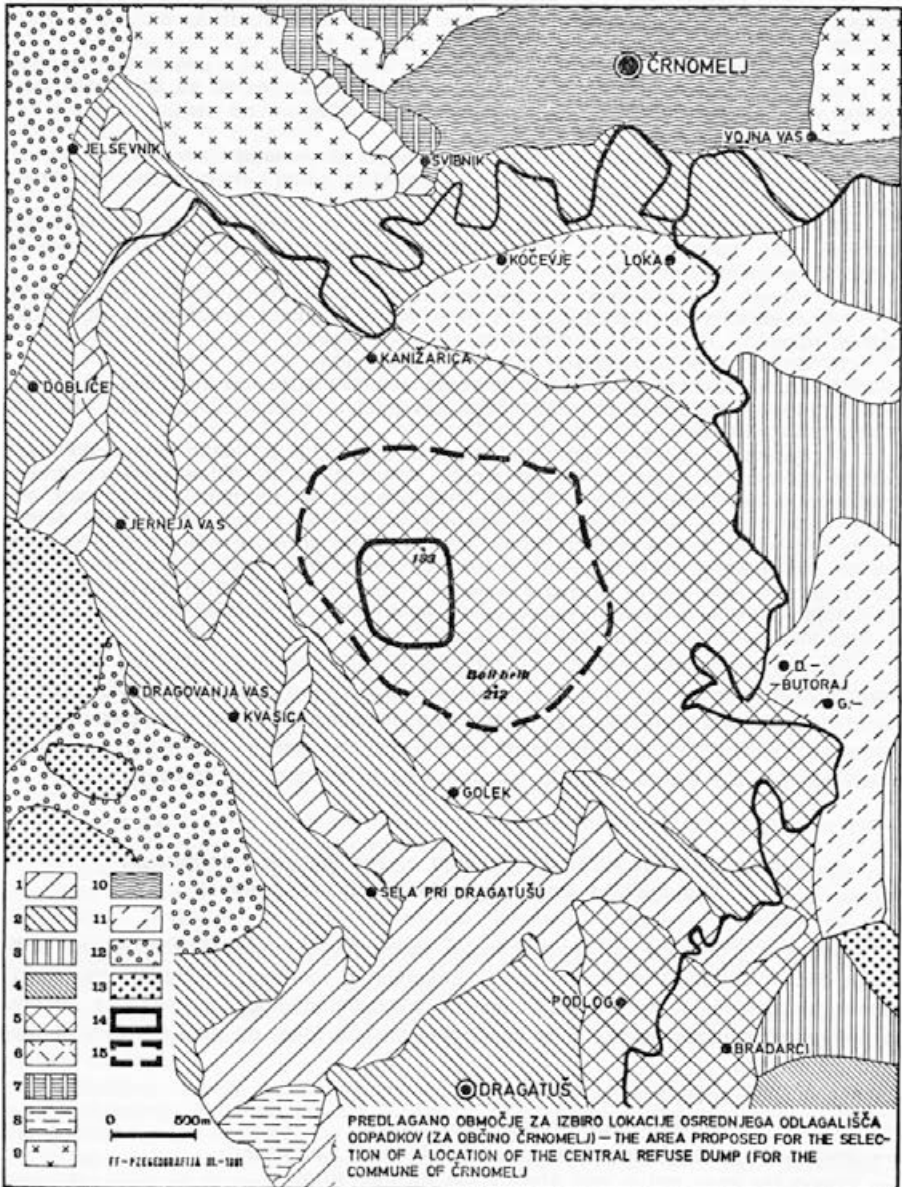 ČRNOMELJ
VOJNA VAS
JELŠEVNIK
SVIBNIK
KOČEVJE
LOKA
KANIŽARICA
DOBLIČE
JERNEJA VAS
D.-
-BUTORAJ
G.-
212
DRAGOVANJA VAS
KVASICA
GOLEK
SELA PRI DRAGATUŠU
PODLOG
BRADARCI
DRAGATUŠ
1
2
3
4
5
6
7
8
9
10
11
12
13
14
15
0 500m
PREDLAGANO OBMOČJE ZA IZBIRO LOKACIJE OSREDNJEGA ODLAGALIŠČA
ODPADKOV (ZA OBČINO ČRNOMELJ) — THE AREA PROPOSED FOR THE SELEC-
TION OF A LOCATION OF THE CENTRAL REFUSE DUMP (FOR THE
COMMUNE OF ČRNOMELJ